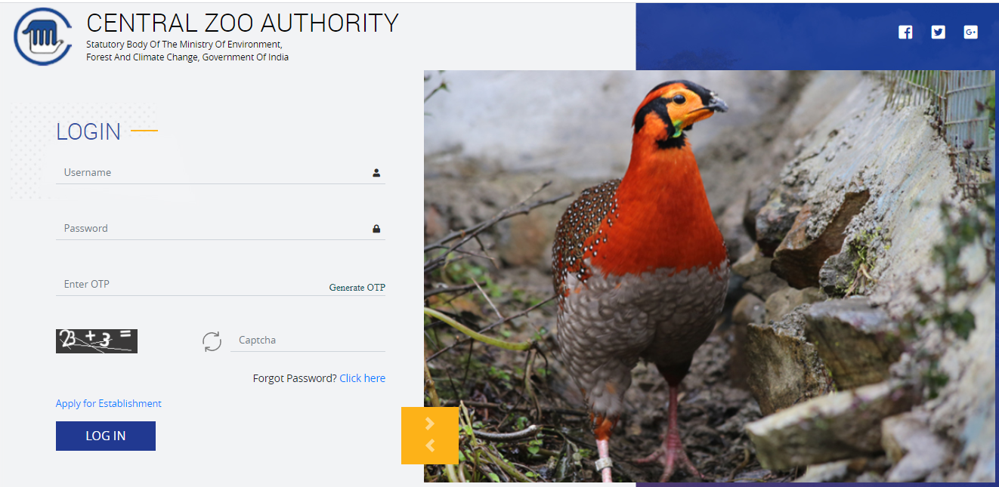 CENTRAL ZOO AUTHORITY
Statutory Body Of The Ministry Of Environment,
Forest And Climate Change, Government Of India
LOGIN
Username
Password
Enter OTP
Generate OTP
23 + 3 =
Captcha
Forgot Password? Click here
Apply for Establishment
LOG IN
G+